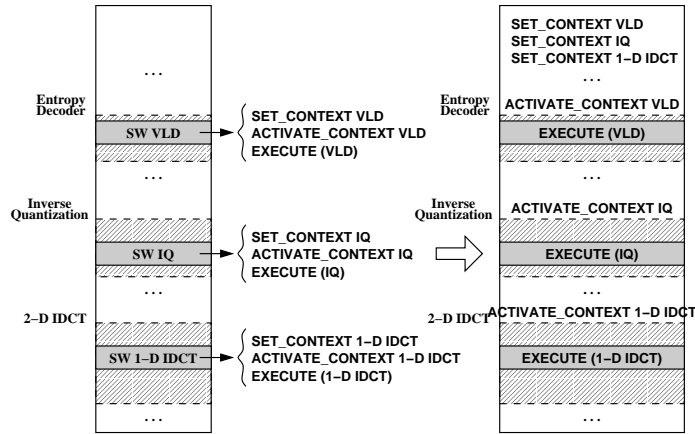 ...
Entropy
Decoder
SW VLD
SET_CONTEXT VLD
ACTIVATE_CONTEXT VLD
EXECUTE (VLD)
...
Inverse
Quantization
SW IQ
SET_CONTEXT IQ
ACTIVATE_CONTEXT IQ
EXECUTE (IQ)
...
2−D IDCT
SW 1−D IDCT
SET_CONTEXT 1−D IDCT
ACTIVATE_CONTEXT 1−D IDCT
EXECUTE (1−D IDCT)
...
SET_CONTEXT VLD
SET_CONTEXT IQ
SET_CONTEXT 1−D IDCT
...
Entropy
Decoder
ACTIVATE_CONTEXT VLD
EXECUTE (VLD)
...
Inverse
Quantization
ACTIVATE_CONTEXT IQ
EXECUTE (IQ)
...
2−D IDCT
ACTIVATE_CONTEXT 1−D IDCT
EXECUTE (1−D IDCT)
...